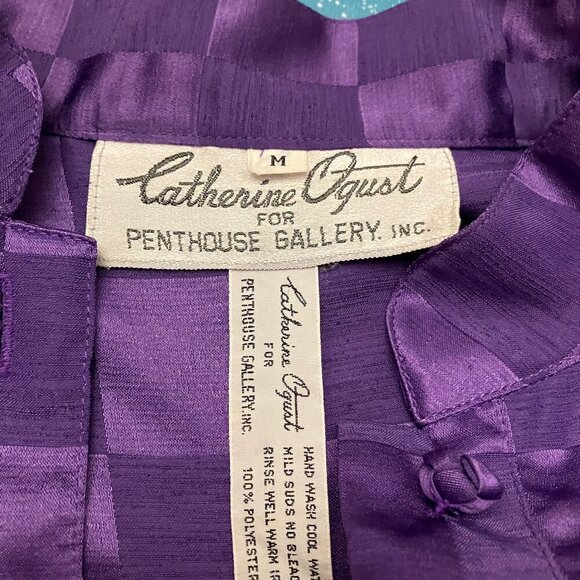 M
Catherine Ogust
FOR
PENTHOUSE GALLERY, INC.
Catherine Ogust
FOR
PENTHOUSE GALLERY, INC.
HAND WASH COOL
MILD SUDS NO
RINSE WELL WARM
100% POLYESTER